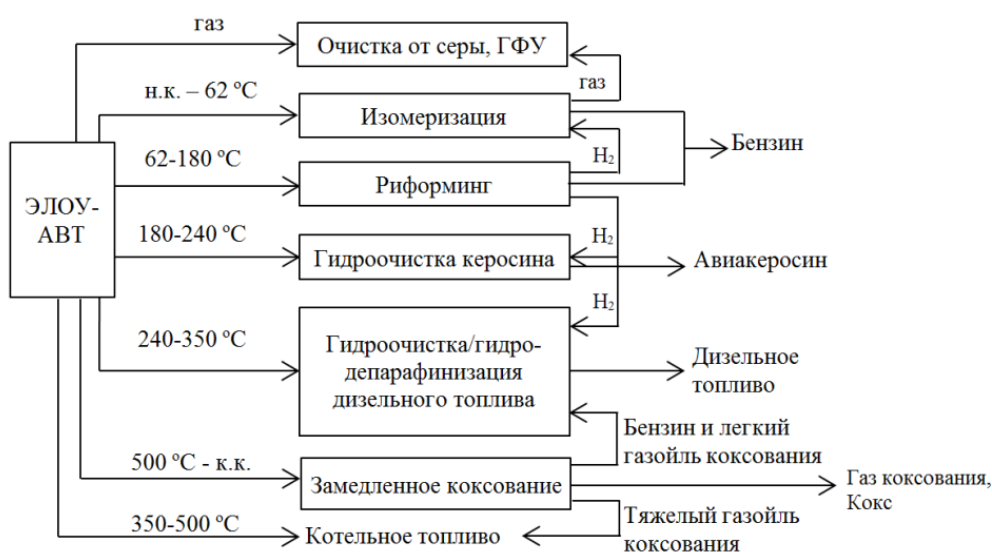 газ
Очистка от серы, ГФУ
газ
н.к. – 62 ºС
Изомеризация
Бензин
H₂
62-180 ºС
Риформинг
ЭЛОУ-
АВТ
180-240 ºС
H₂
Гидроочистка керосина
Авиакеросин
H₂
240-350 ºС
Гидроочистка/гидро-
депарафинизация
дизельного топлива
Дизельное
топливо
Бензин и легкий
газойль коксования
500 ºС - к.к.
Замедленное коксование
Газ коксования,
Кокс
350-500 ºС
Котельное топливо
Тяжелый газойль
коксования